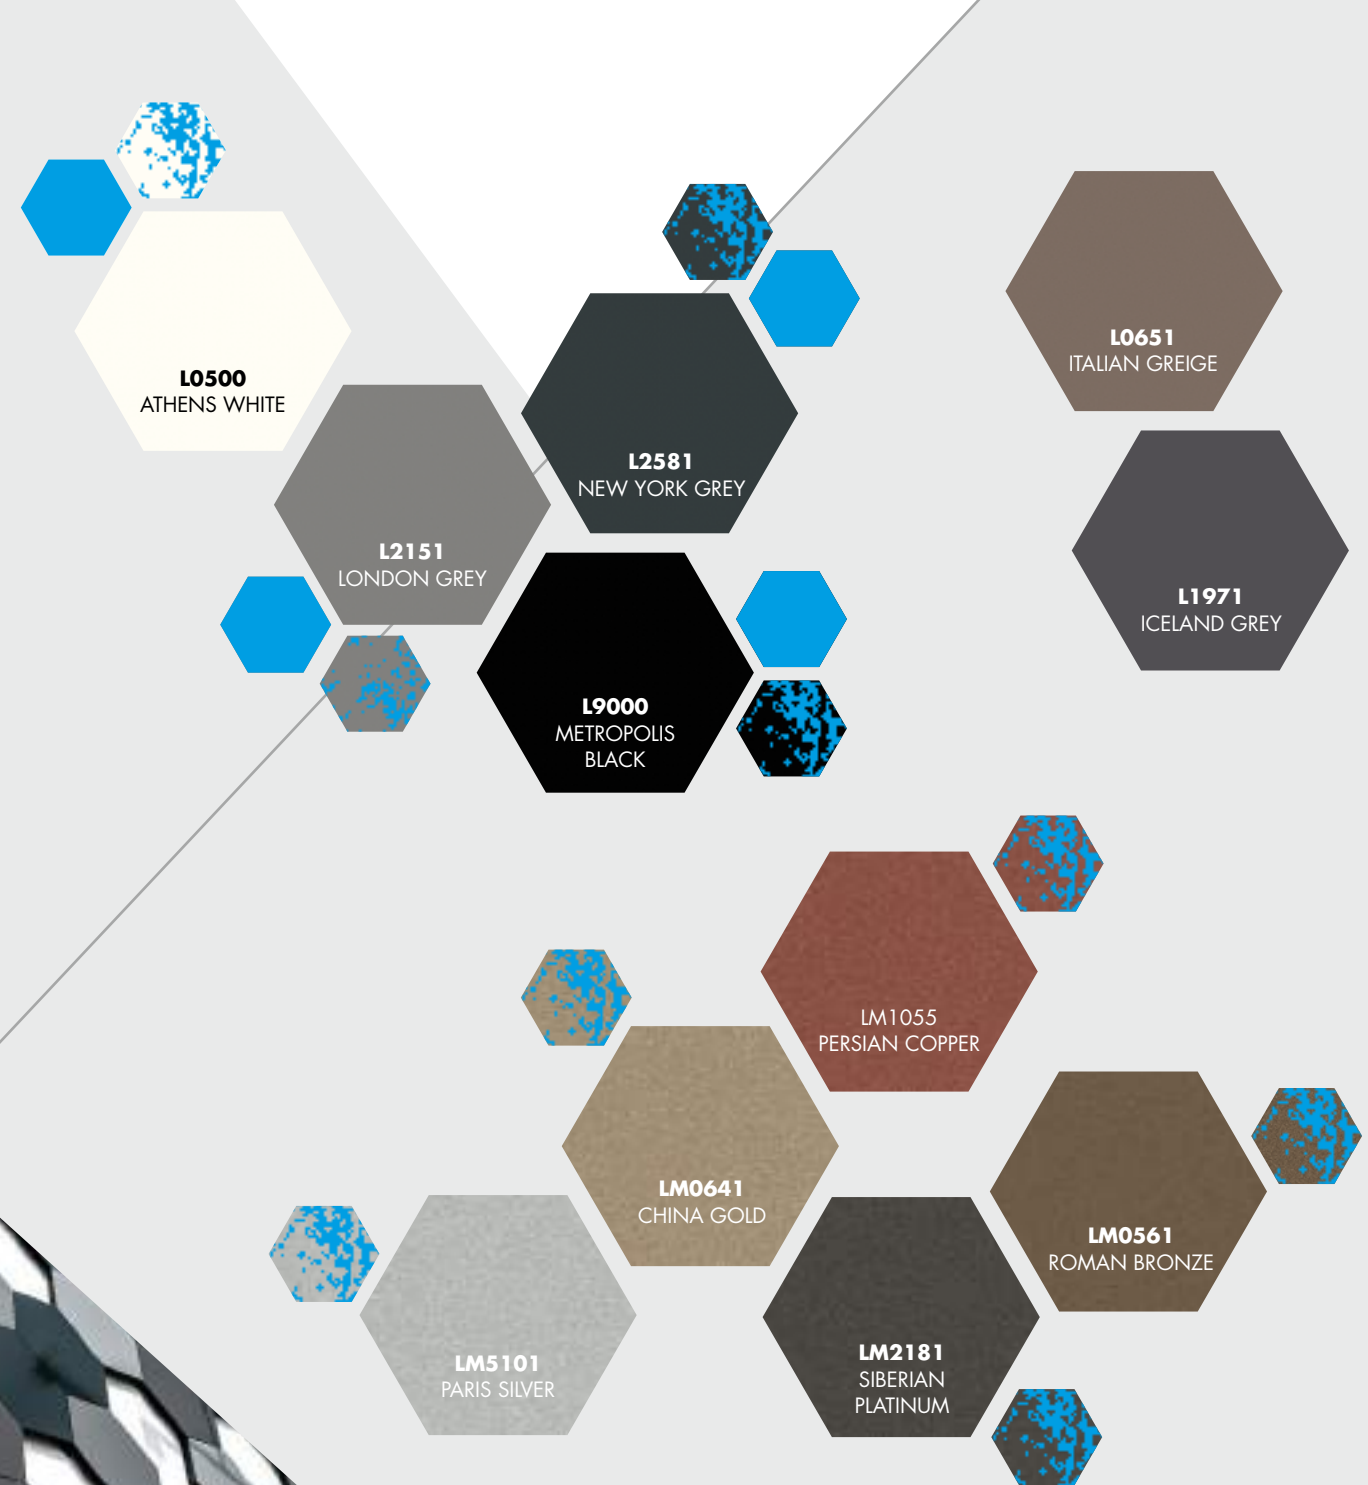 L0500
ATHENS WHITE
L2151
LONDON GREY
L2581
NEW YORK GREY
L9000
METROPOLIS
BLACK
L0651
ITALIAN GREIGE
L1971
ICELAND GREY
LM1055
PERSIAN COPPER
LM0641
CHINA GOLD
LM0561
ROMAN BRONZE
LM5101
PARIS SILVER
LM2181
SIBERIAN
PLATINUM